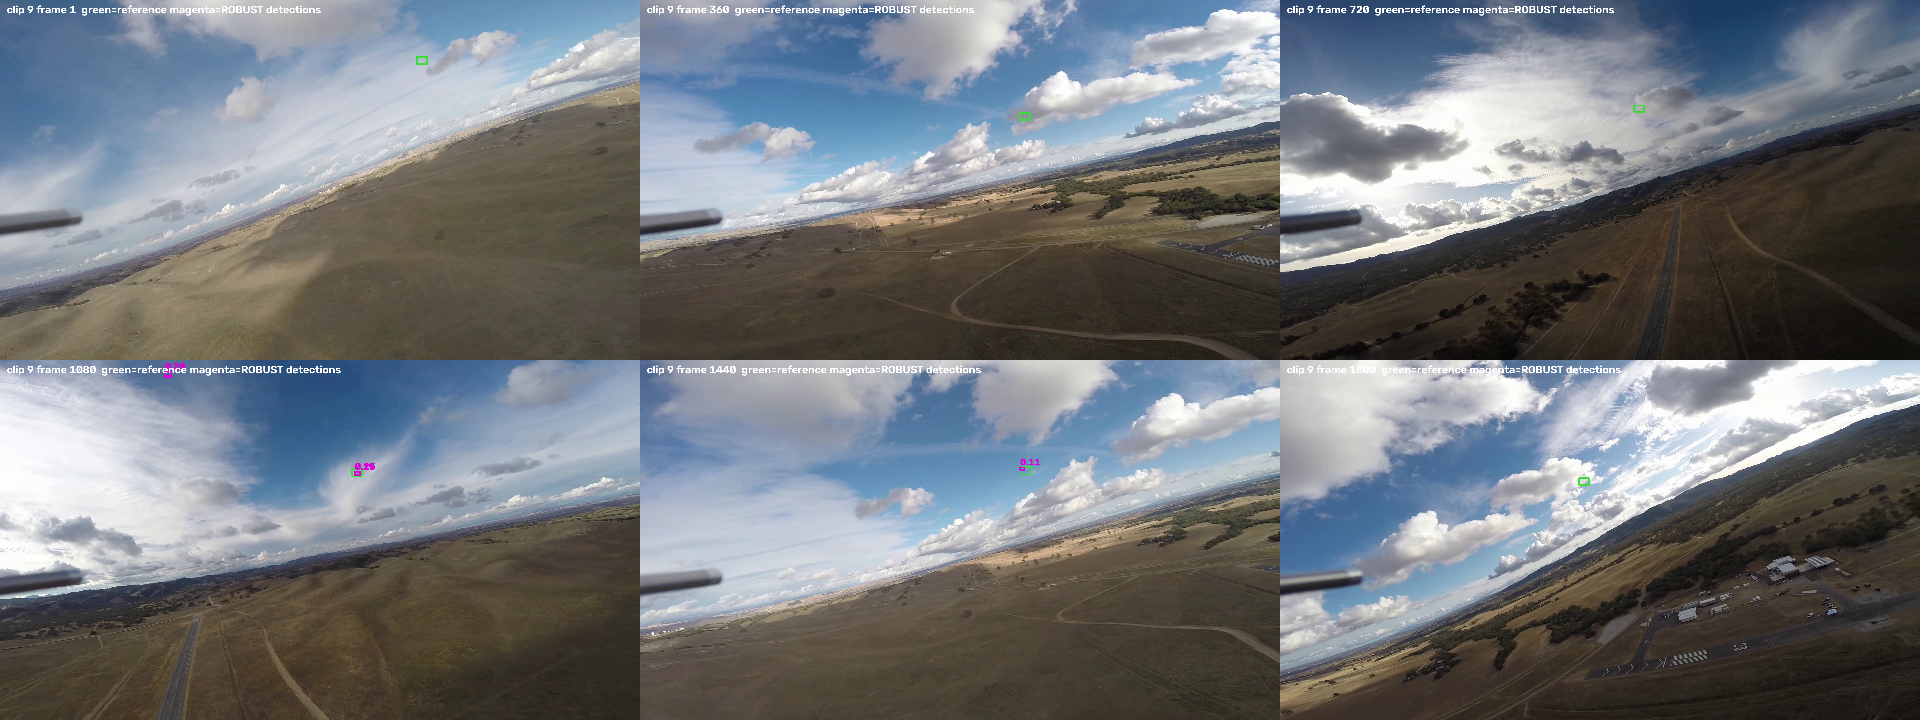 clip 9 frame 1 green=reference magenta=ROBUST detections
clip 9 frame 360 green=reference magenta=ROBUST detections
clip 9 frame 720 green=reference magenta=ROBUST detections
clip 9 frame 1080 green=reference magenta=ROBUST detections
clip 9 frame 1440 green=reference magenta=ROBUST detections
clip 9 frame 1800 green=reference magenta=ROBUST detections
0.11